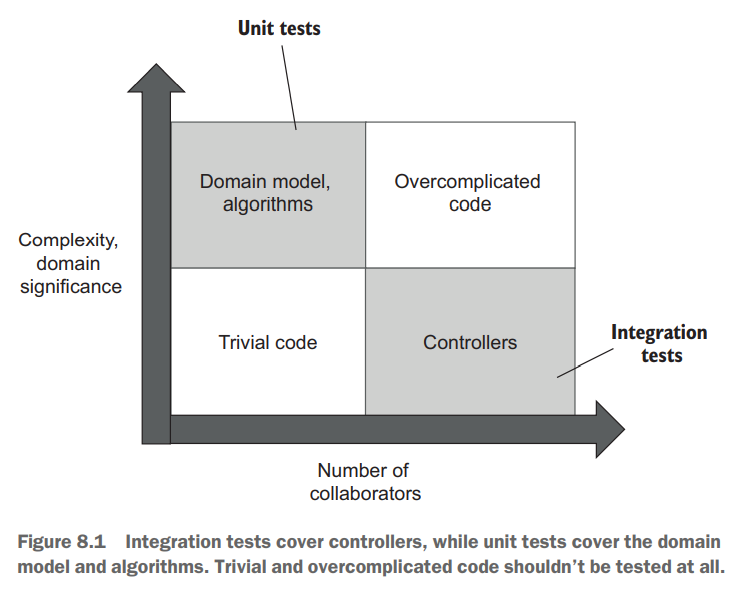 Unit tests
Domain model,
algorithms
Overcomplicated
code
Complexity,
domain
significance
Trivial code
Controllers
Integration
tests
Number of
collaborators
Figure 8.1 Integration tests cover controllers, while unit tests cover the domain
model and algorithms. Trivial and overcomplicated code shouldn’t be tested at all.